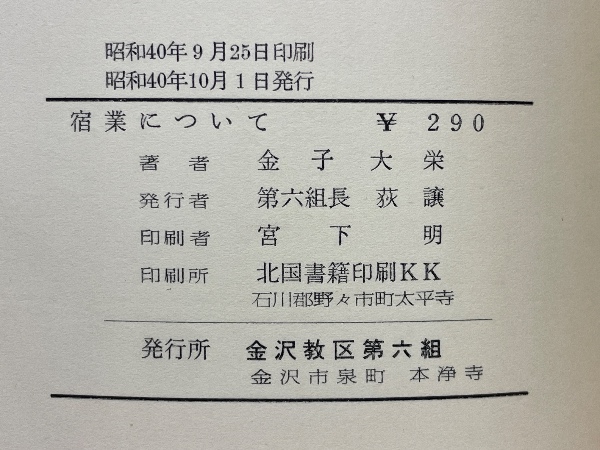 昭和40年9月25日印刷
昭和40年10月1日発行
宿業について ¥290
著者 金子大栄
発行者 第六組長 荻譲
印刷者 宮下明
印刷所 北国書籍印刷KK
石川郡野々市町太平寺
発行所 金沢教区第六組
金沢市泉町 本浄寺